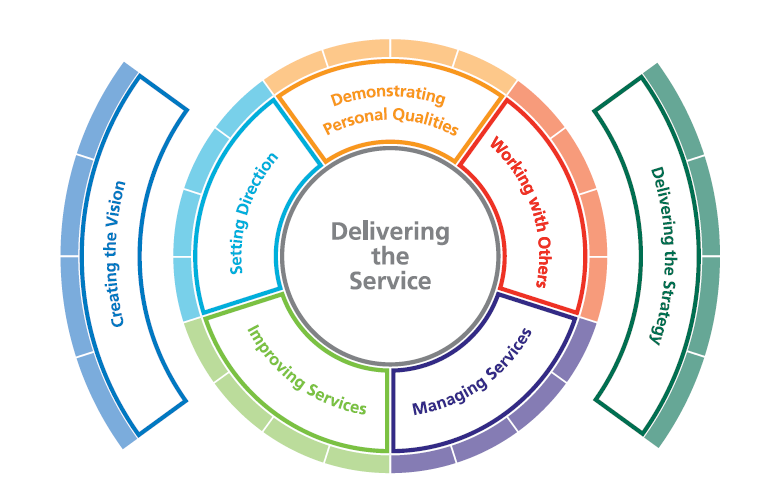 Demonstrating
Personal Qualities
Working with Others
Managing Services
Improving Services
Setting Direction
Delivering
the
Service
Creating the Vision
Delivering the Strategy